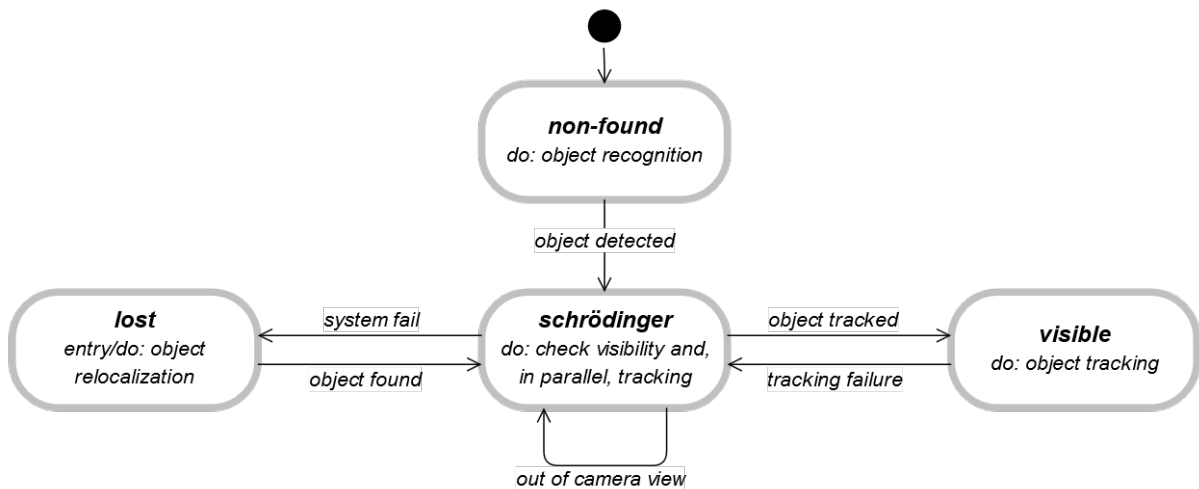 non-found
do: object recognition
object detected
lost
entry/do: object
relocalization
system fail
object found
schrödinger
do: check visibility and,
in parallel, tracking
object tracked
tracking failure
visible
do: object tracking
out of camera view